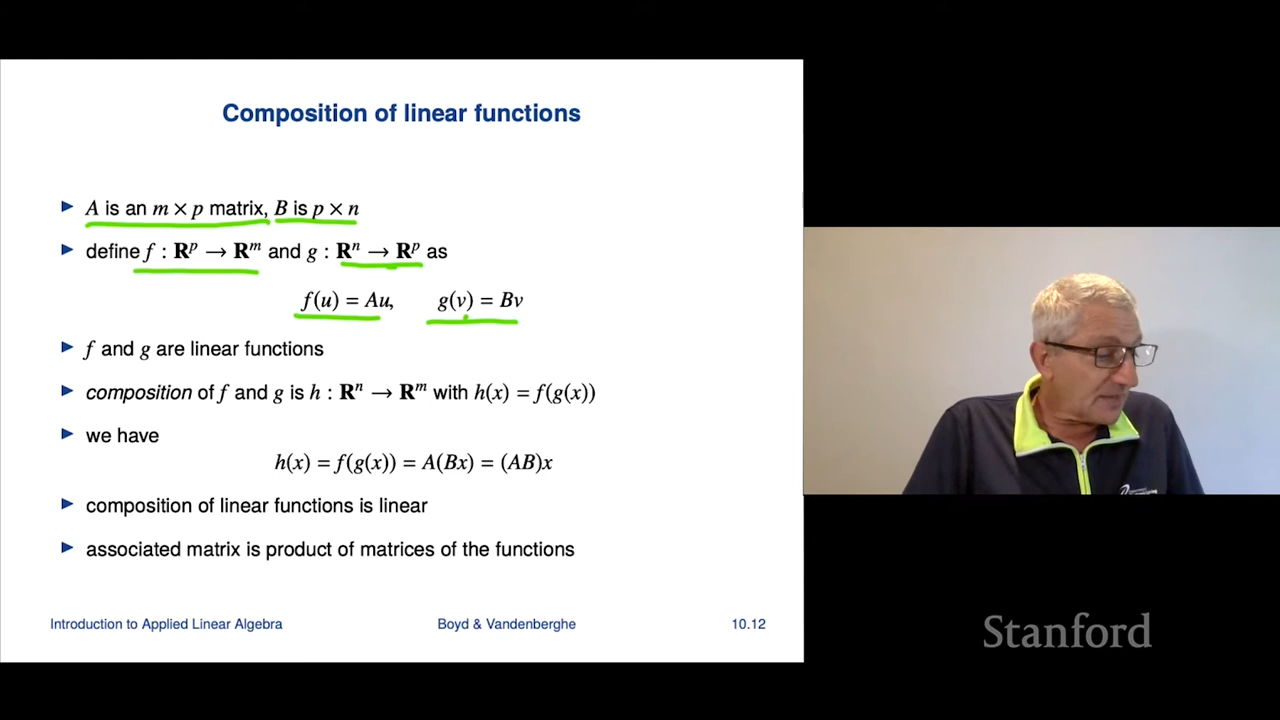 Composition of linear functions
▶ A is an m × p matrix, B is p × n
▶ define f : R^p → R^m and g : R^n → R^p as
f(u) = Au, g(v) = Bv
▶ f and g are linear functions
▶ composition of f and g is h : R^n → R^m with h(x) = f(g(x))
▶ we have
h(x) = f(g(x)) = A(Bx) = (AB)x
▶ composition of linear functions is linear
▶ associated matrix is product of matrices of the functions
Introduction to Applied Linear Algebra Boyd & Vandenberghe 10.12
Stanford